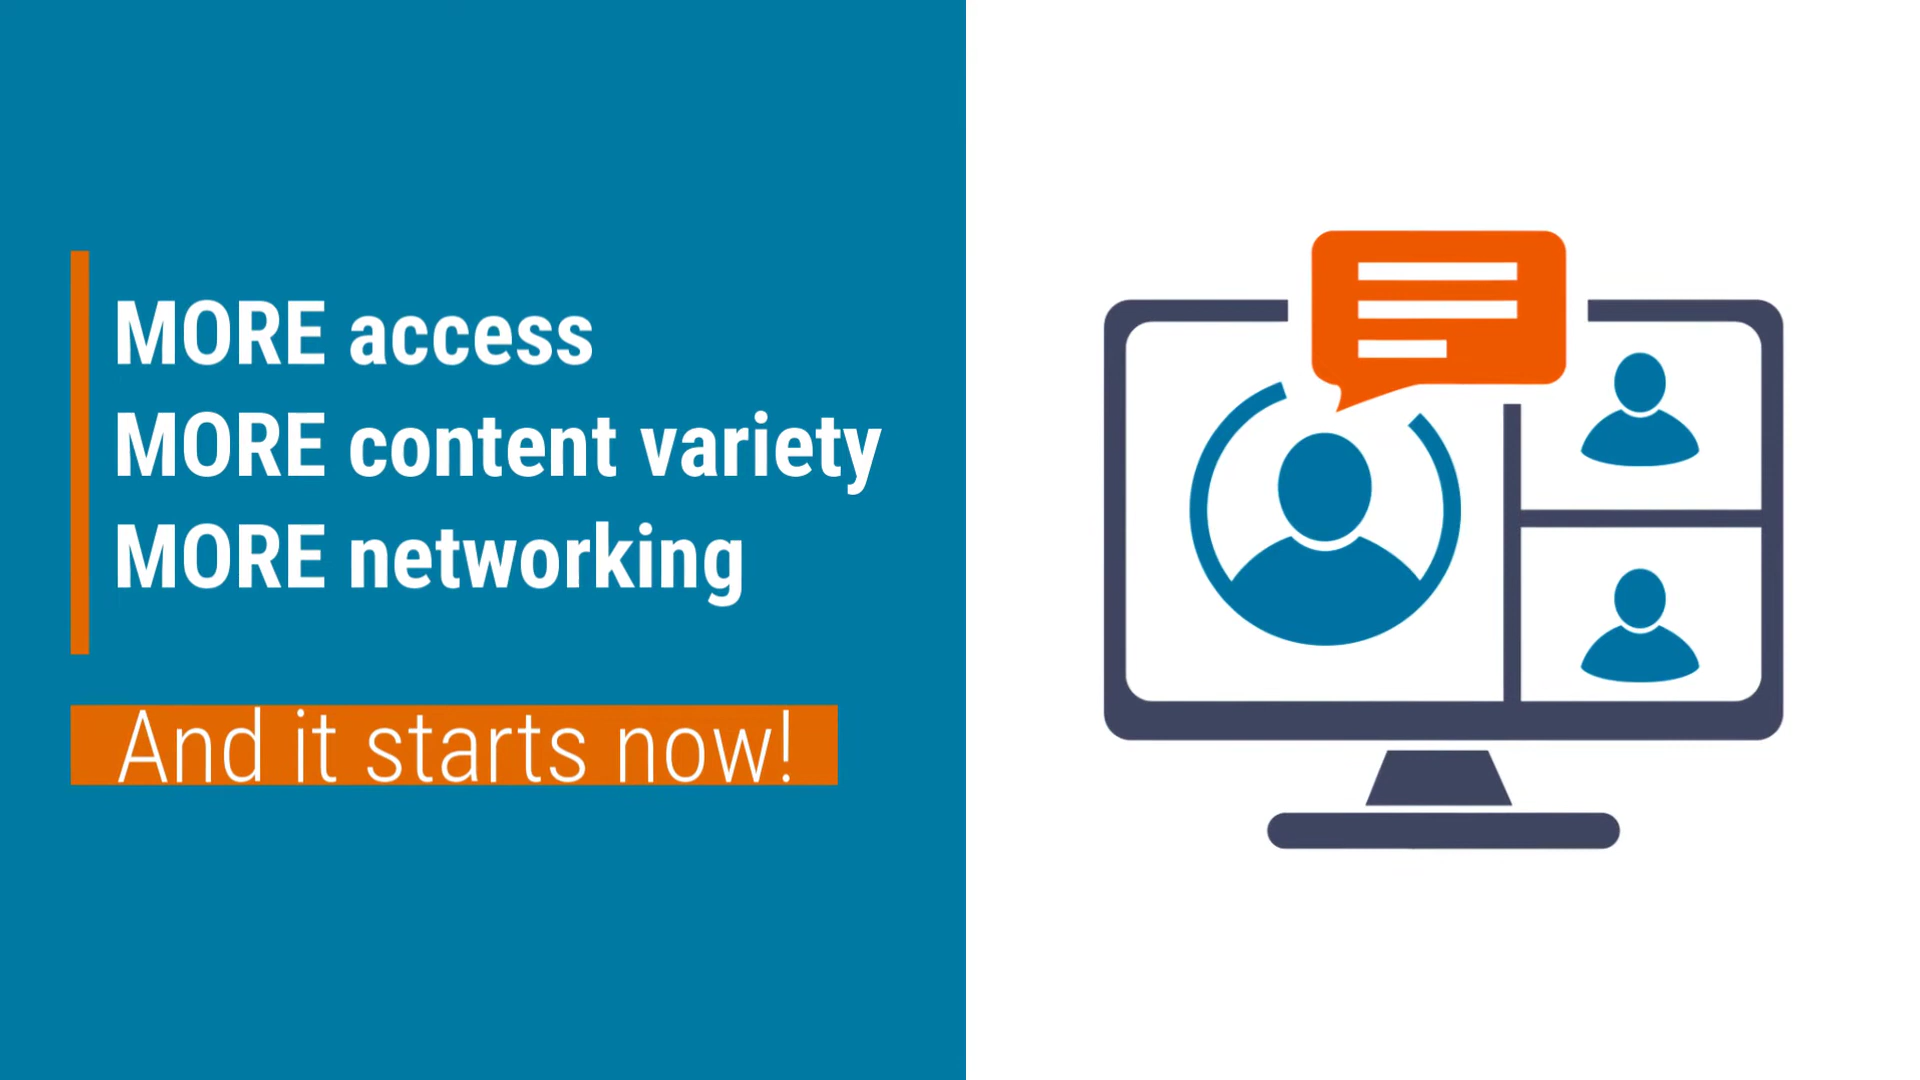 MORE access
MORE content variety
MORE networking
And it starts now!